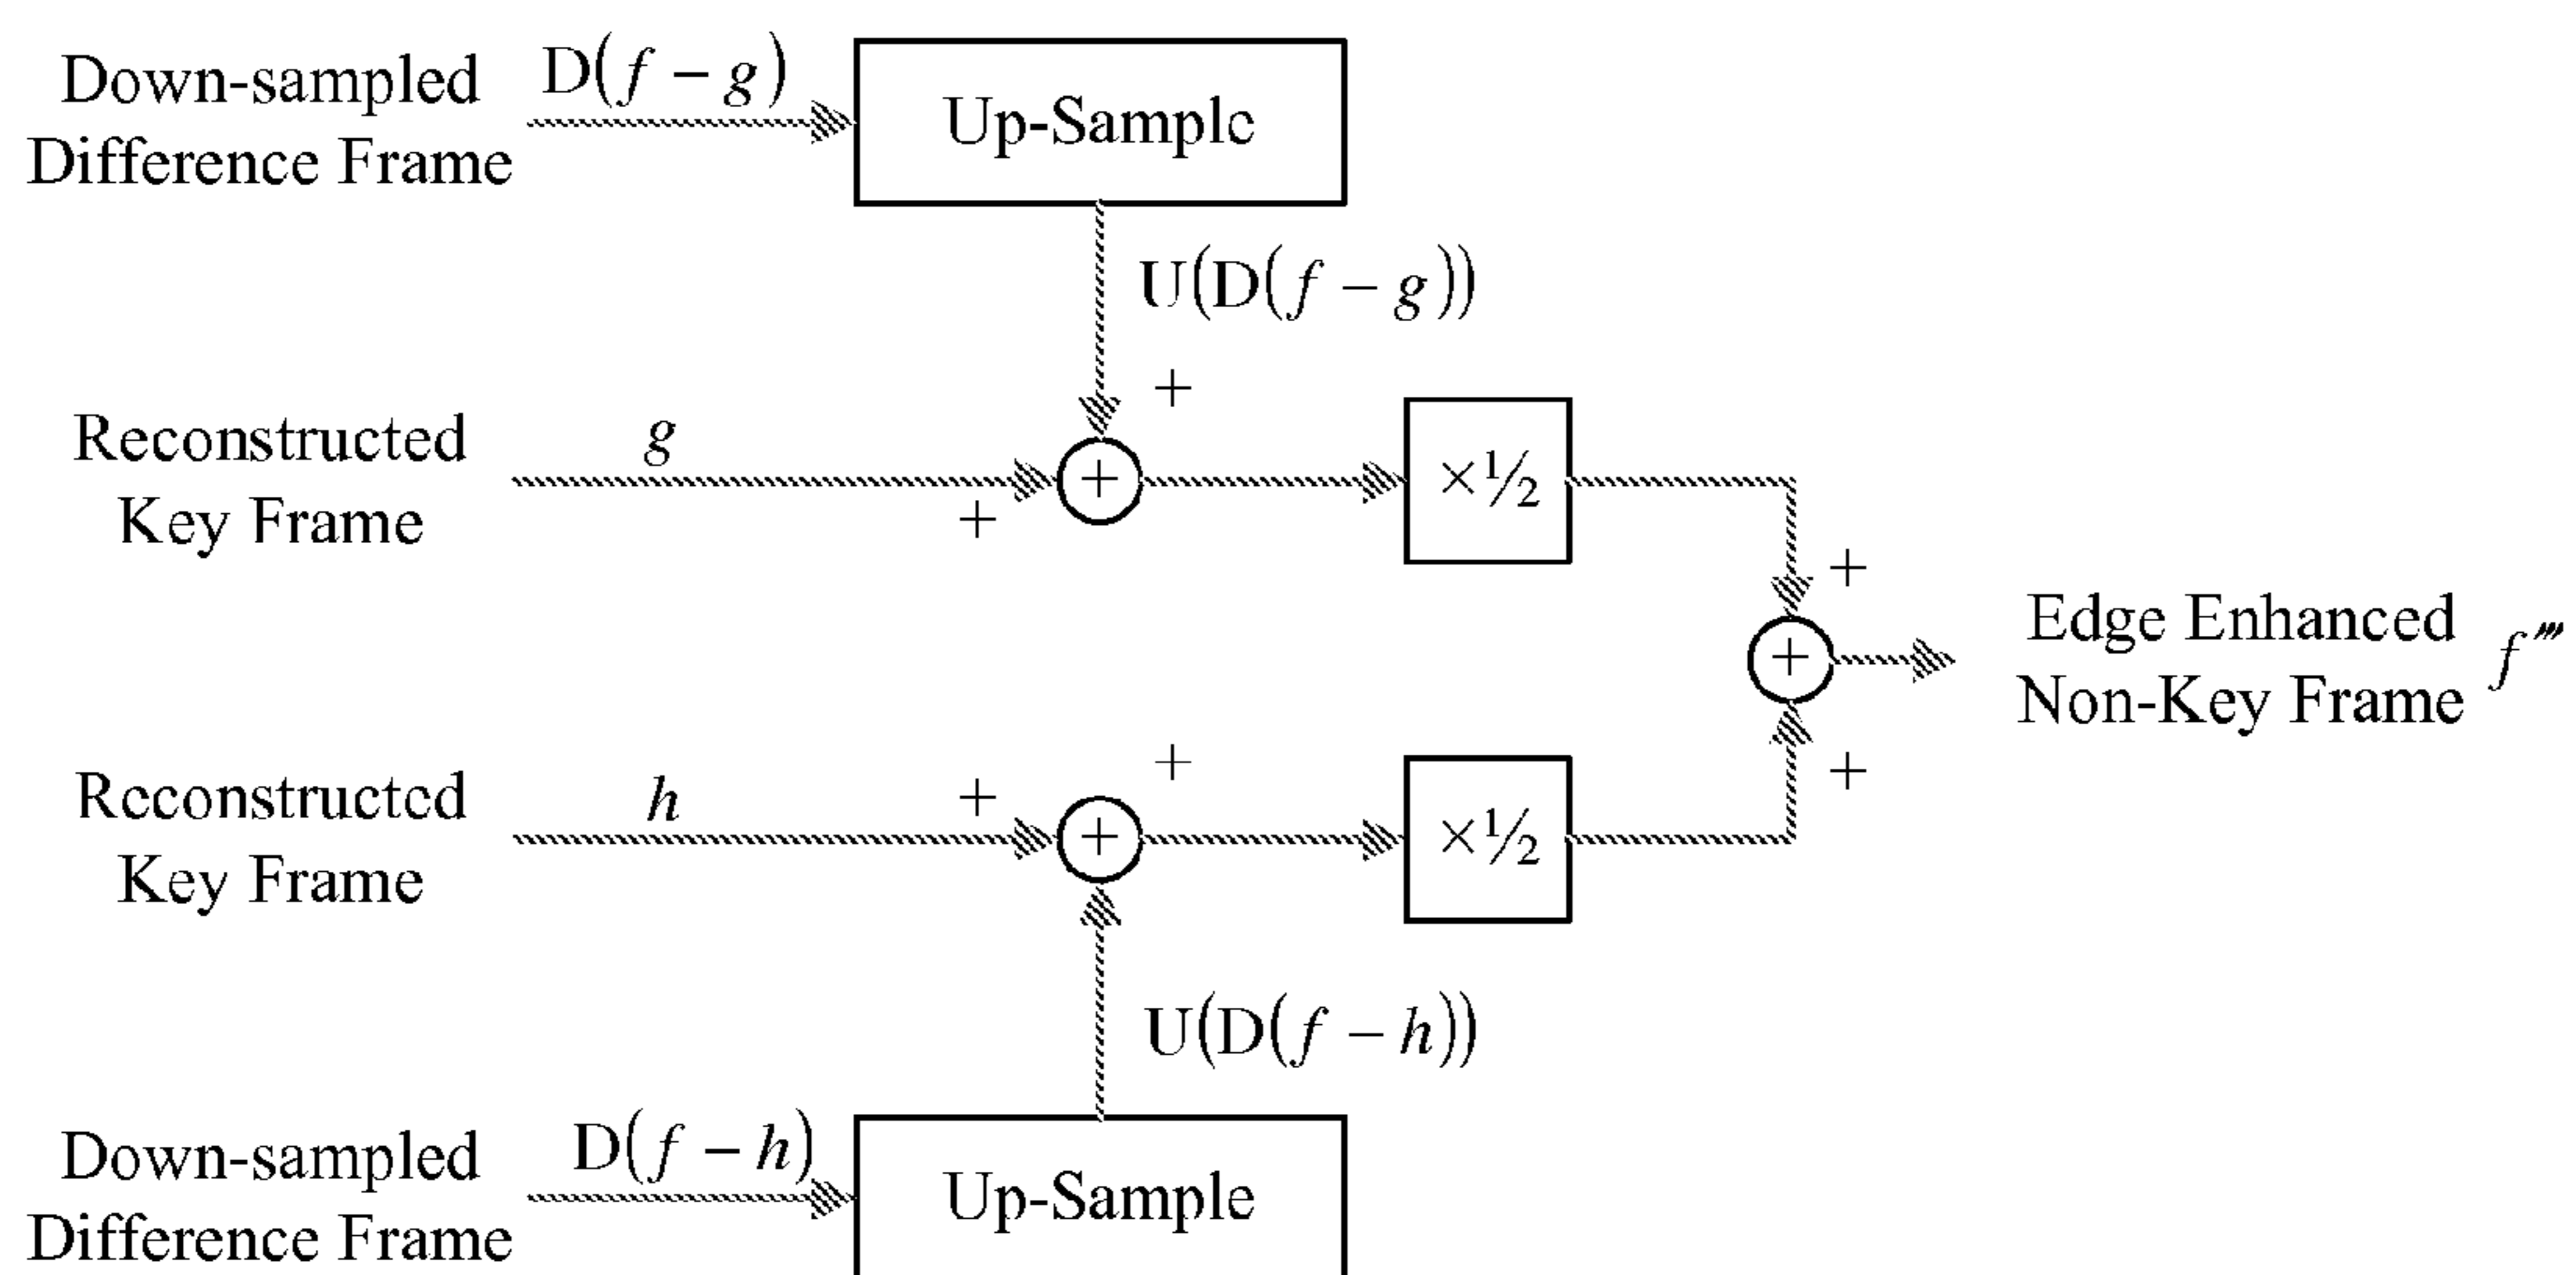 Down-sampled
Difference Frame
D(f − g)
Up-Sample
U(D(f − g))
+
Reconstructed
Key Frame
g
+
+
×½
+
Edge Enhanced
Non-Key Frame f‴
+
+
Reconstructed
Key Frame
h
+
+
+
×½
U(D(f − h))
Down-sampled
Difference Frame
D(f − h)
Up-Sample